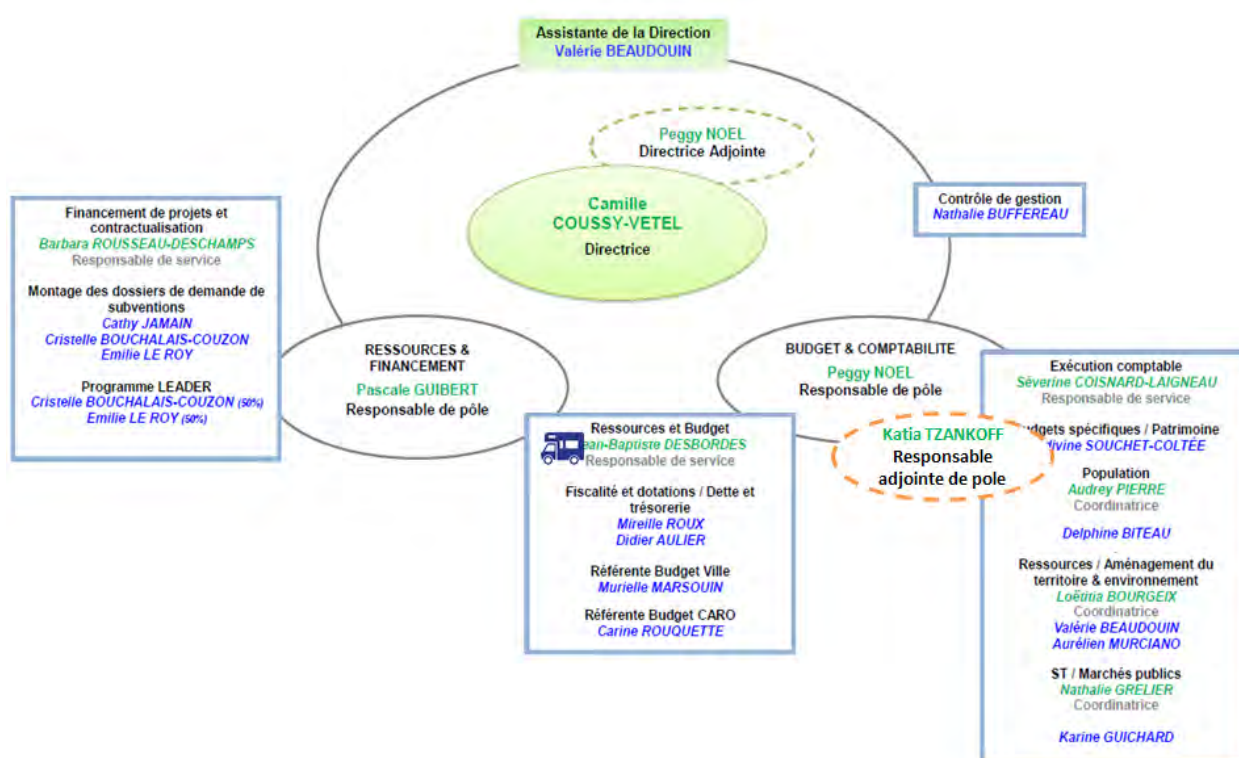 Assistante de la Direction
Valérie BEAUDOUIN
Peggy NOEL
Directrice Adjointe
Camille
COUSSY-VETEL
Directrice
Contrôle de gestion
Nathalie BUFFEREAU
Financement de projets et
contractualisation
Barbara ROUSSEAU-DESCHAMPS
Responsable de service
Montage des dossiers de demande de
subventions
Cathy JAMAIN
Cristelle BOUCHALAIS-COUZON
Emilie LE ROY
Programme LEADER
Cristelle BOUCHALAIS-COUZON (50%)
Emilie LE ROY (50%)
RESSOURCES &
FINANCEMENT
Pascale GUIBERT
Responsable de pôle
BUDGET & COMPTABILITE
Peggy NOEL
Responsable de pôle
Katia TZANKOFF
Responsable
adjointe de pole
Ressources et Budget
DESBORDES
Responsable de service
Fiscalité et dotations / Dette et
trésorerie
Mireille ROUX
Didier AULIER
Référente Budget Ville
Murielle MARSOUIN
Référente Budget CARO
Carine ROUQUETTE
Exécution comptable
Séverine COISNARD-LAIGNEAU
Responsable de service
spécifiques / Patrimoine
SOUCHET-COLTÉE
Population
Audrey PIERRE
Coordinatrice
Delphine BITEAU
Ressources / Aménagement du
territoire & environnement
Loëtitia BOURGEIX
Coordinatrice
Valérie BEAUDOUIN
Aurélien MURCIANO
ST / Marchés publics
Nathalie GRELIER
Coordinatrice
Karine GUICHARD